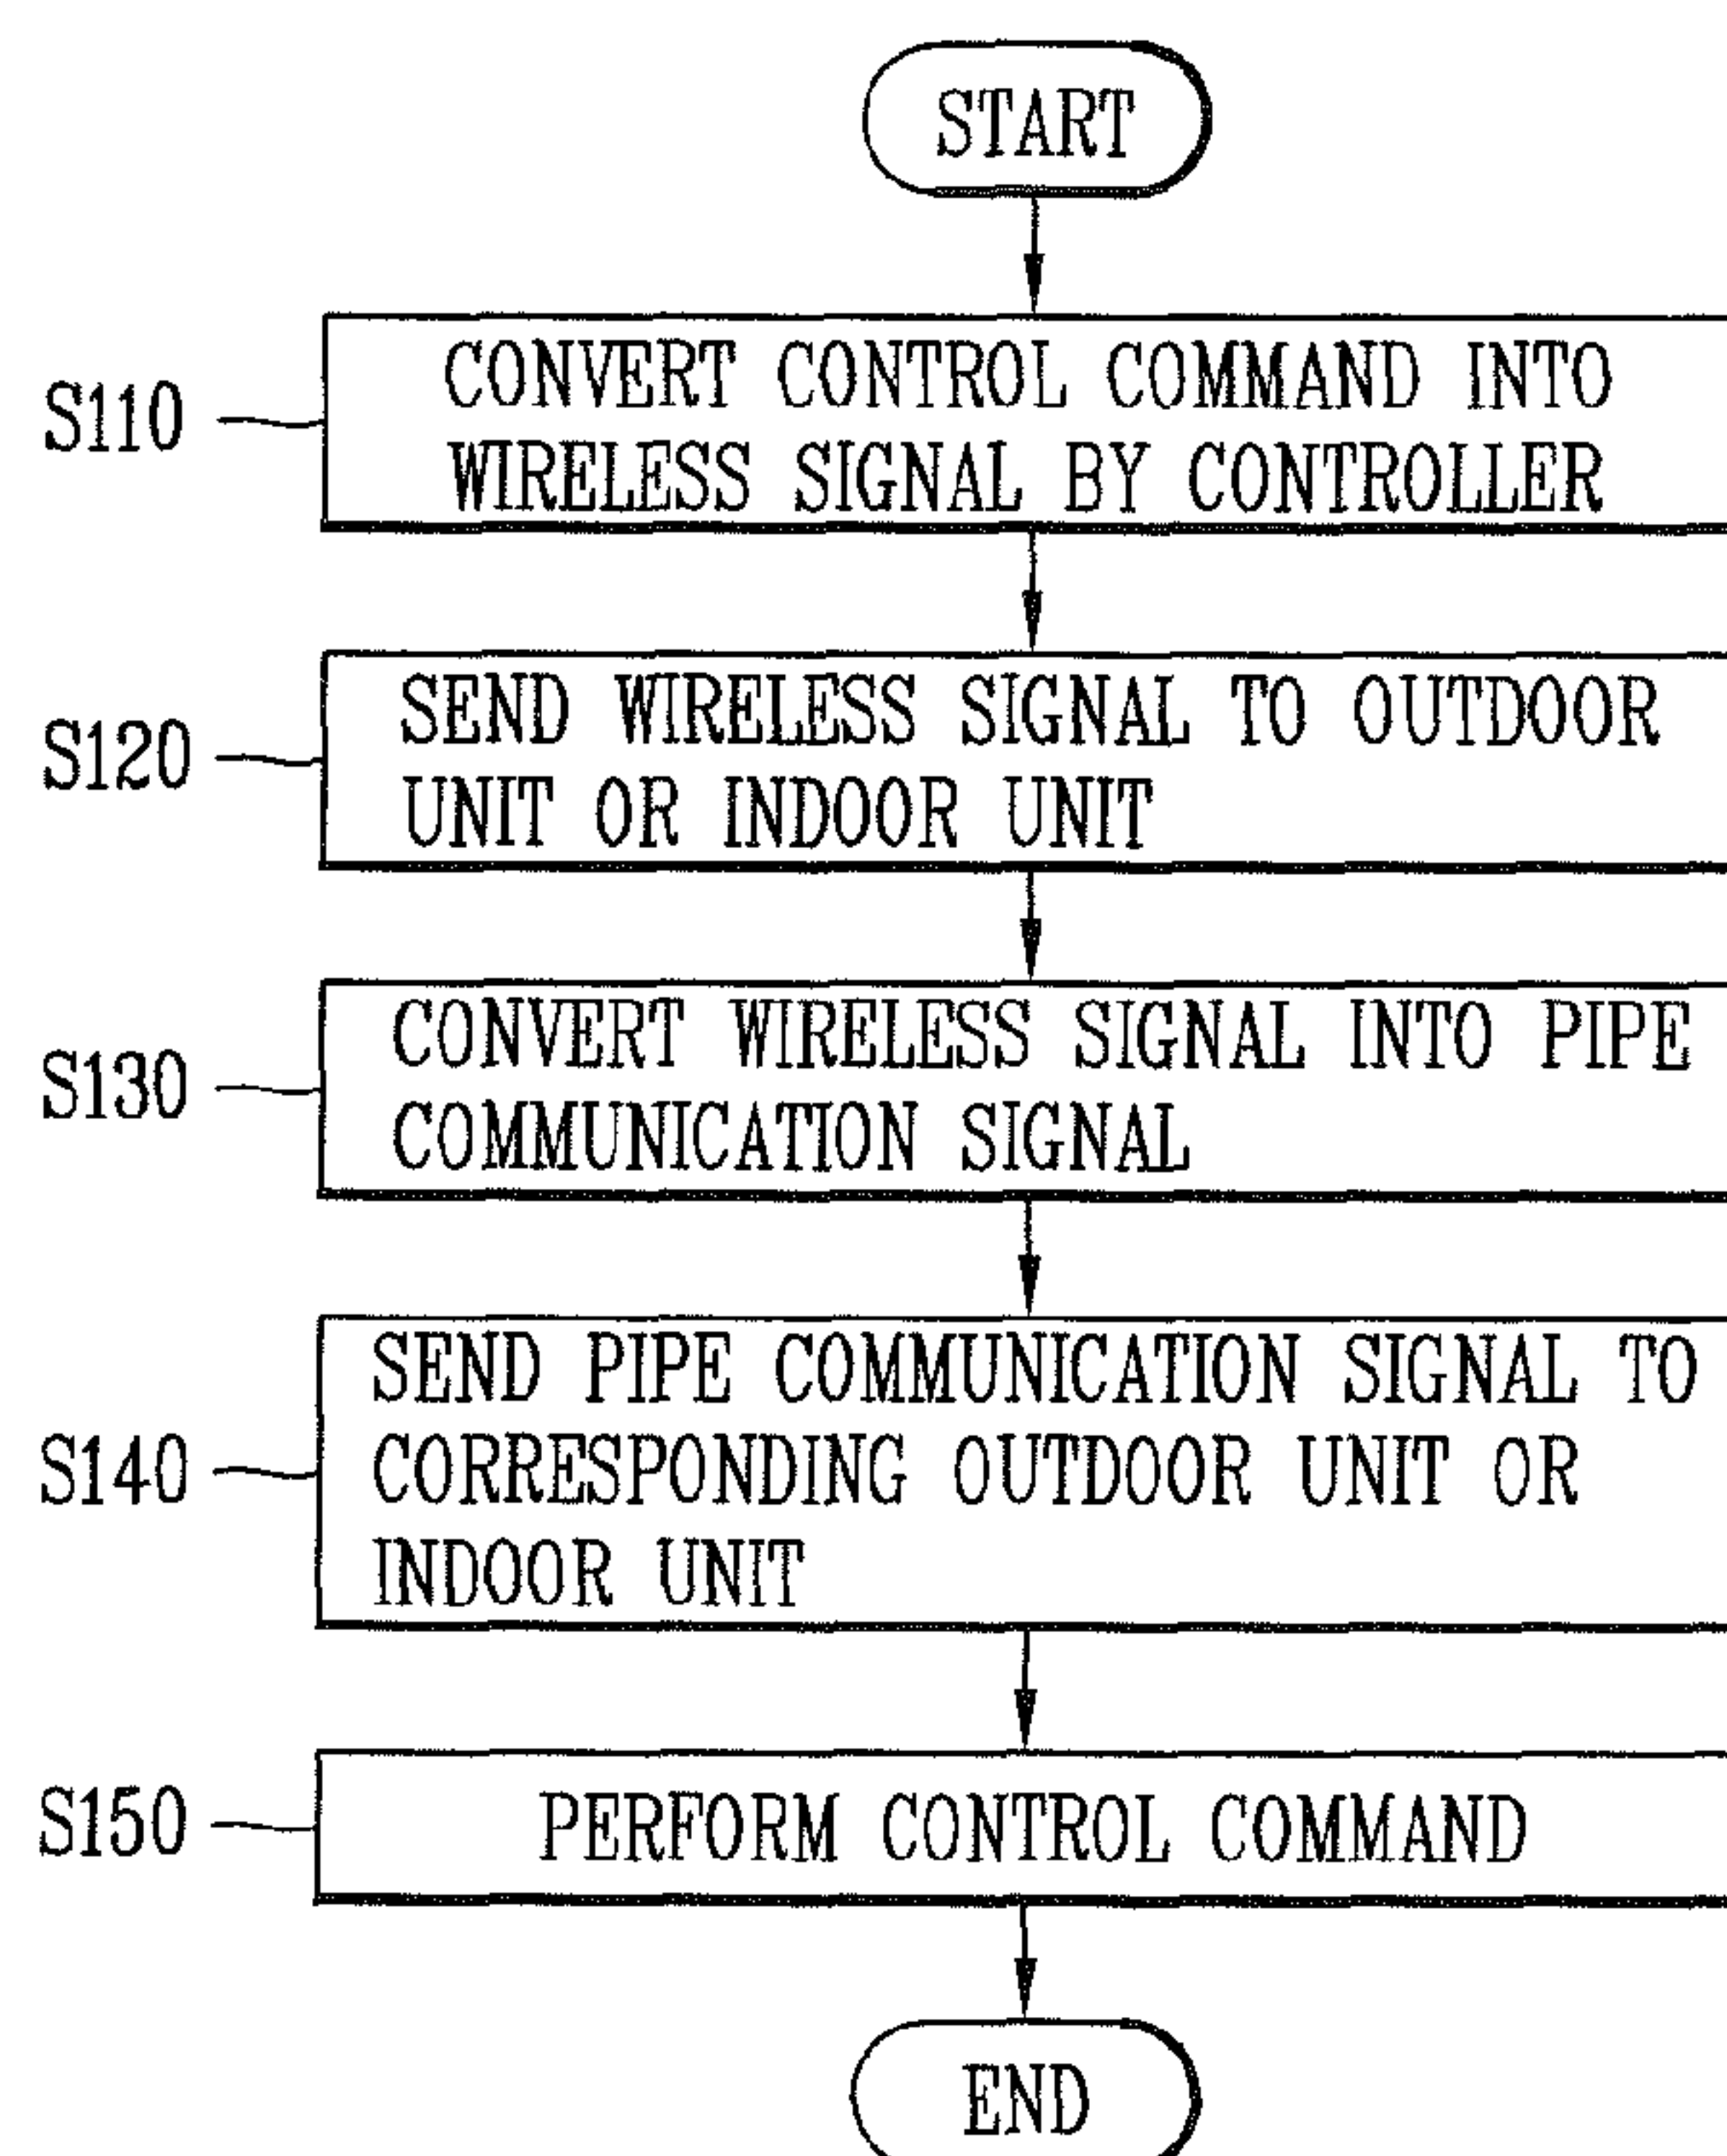 START
S110
CONVERT CONTROL COMMAND INTO
WIRELESS SIGNAL BY CONTROLLER
S120
SEND WIRELESS SIGNAL TO OUTDOOR
UNIT OR INDOOR UNIT
S130
CONVERT WIRELESS SIGNAL INTO PIPE
COMMUNICATION SIGNAL
S140
SEND PIPE COMMUNICATION SIGNAL TO
CORRESPONDING OUTDOOR UNIT OR
INDOOR UNIT
S150
PERFORM CONTROL COMMAND
END